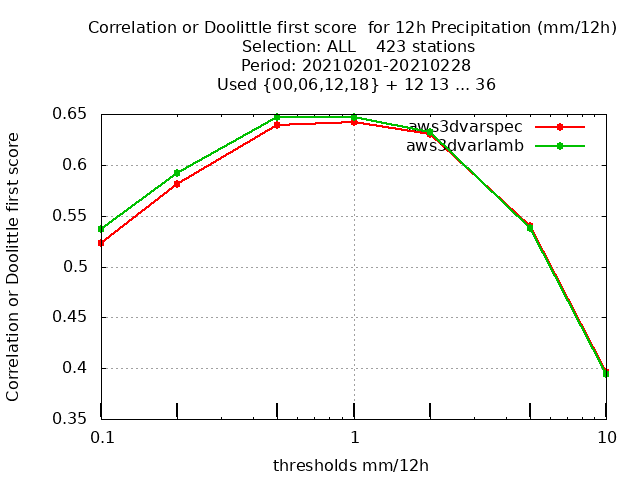 Correlation or Doolittle first score  for 12h Precipitation (mm/12h)
Selection: ALL    423 stations
Period: 20210201-20210228
Used {00,06,12,18} + 12 13 ... 36
aws3dvarspec
aws3dvarlamb
Correlation or Doolittle first score
0.65
0.6
0.55
0.5
0.45
0.4
0.35
0.1 1 10
thresholds mm/12h